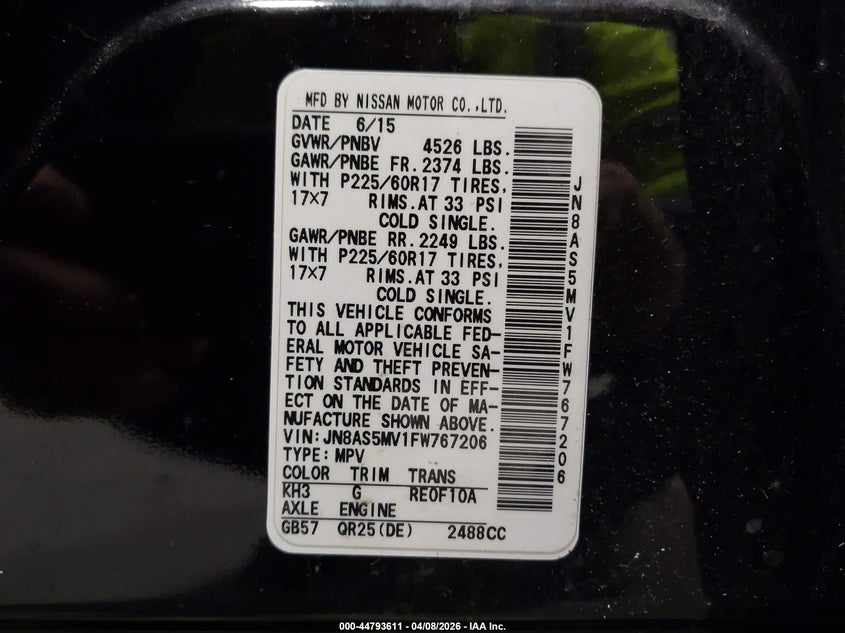 MFD BY NISSAN MOTOR CO.,LTD.
DATE 6/15
GVWR/PNBV 4526 LBS.
GAWR/PNBE FR. 2374 LBS.
WITH P225/60R17 TIRES,
17X7 RIMS.AT 33 PSI
COLD SINGLE.
GAWR/PNBE RR. 2249 LBS.
WITH P225/60R17 TIRES,
17X7 RIMS.AT 33 PSI
COLD SINGLE.
THIS VEHICLE CONFORMS
TO ALL APPLICABLE FED-
ERAL MOTOR VEHICLE SA-
FETY AND THEFT PREVEN-
TION STANDARDS IN EFF-
ECT ON THE DATE OF MA-
NUFACTURE SHOWN ABOVE.
VIN:JN8AS5MV1FW767206
TYPE:MPV
COLOR TRIM TRANS
KH3 G RE0F10A
AXLE ENGINE
GB57 QR25(DE) 2488CC
JN8AS5MV1FW767206
000-44793611 - 04/08/2026 - IAA Inc.